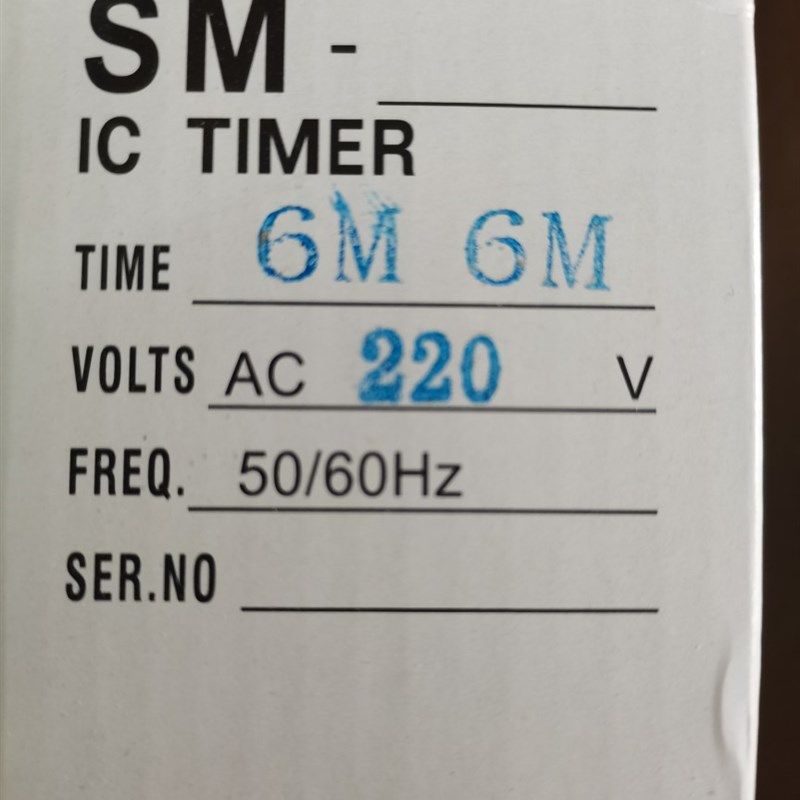 SM -
IC TIMER
TIME 6M 6M
VOLTS AC 220 V
FREQ. 50/60Hz
SER.NO